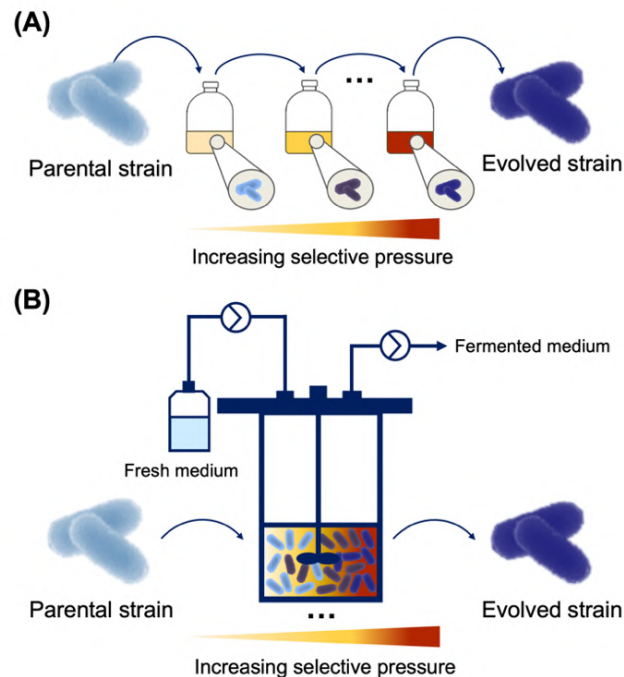 (A)
...
Parental strain
Evolved strain
Increasing selective pressure
(B)
Fermented medium
Fresh medium
Parental strain
...
Evolved strain
Increasing selective pressure